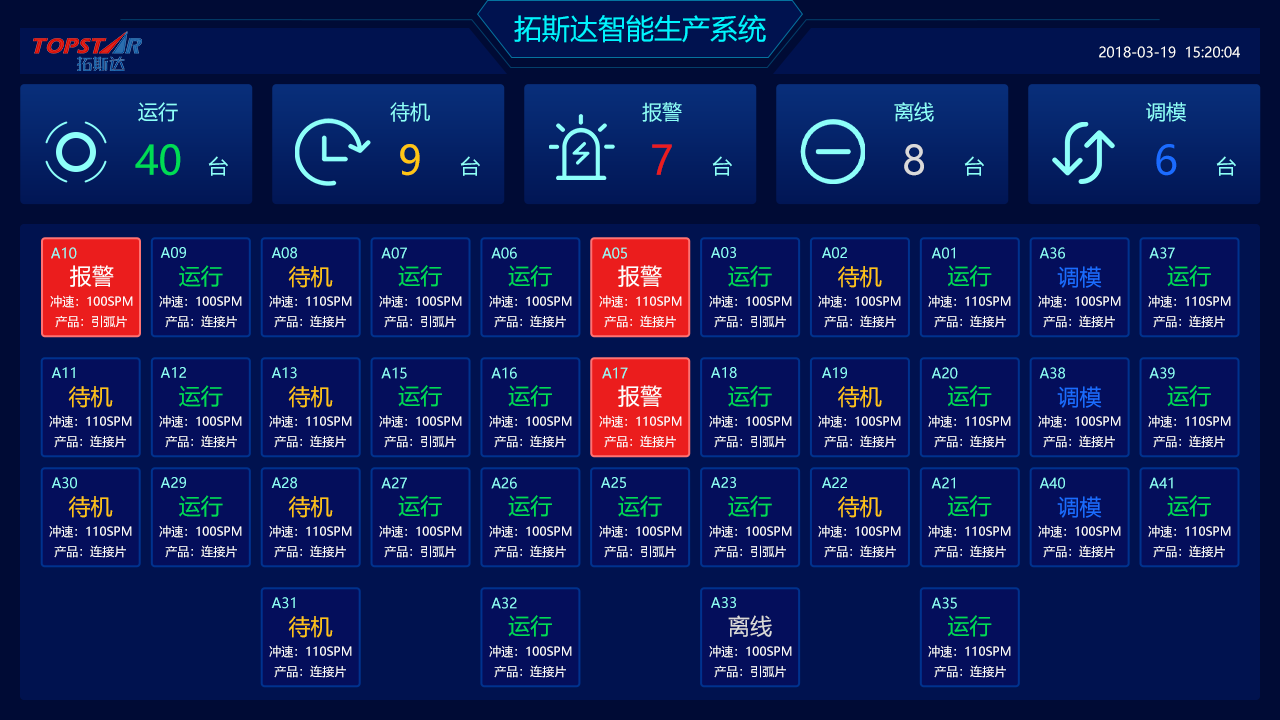 拓斯达智能生产系统
TOPSTAR
拓斯达
2018-03-19 15:20:04
运行
40 台
待机
9 台
报警
7 台
离线
8 台
调模
6 台
A10
报警
冲速：100SPM
产品：引弧片
A09
运行
冲速：100SPM
产品：连接片
A08
待机
冲速：110SPM
产品：连接片
A07
运行
冲速：100SPM
产品：引弧片
A06
运行
冲速：100SPM
产品：连接片
A05
报警
冲速：110SPM
产品：引弧片
A03
运行
冲速：100SPM
产品：引弧片
A02
待机
冲速：100SPM
产品：连接片
A01
运行
冲速：110SPM
产品：连接片
A36
调模
冲速：100SPM
产品：引弧片
A37
运行
冲速：110SPM
产品：连接片
A11
待机
冲速：110SPM
产品：连接片
A12
运行
冲速：100SPM
产品：连接片
A13
待机
冲速：110SPM
产品：连接片
A15
运行
冲速：100SPM
产品：引弧片
A16
运行
冲速：100SPM
产品：连接片
A17
报警
冲速：110SPM
产品：连接片
A18
运行
冲速：100SPM
产品：引弧片
A19
待机
冲速：110SPM
产品：连接片
A20
运行
冲速：110SPM
产品：连接片
A38
调模
冲速：100SPM
产品：连接片
A39
运行
冲速：110SPM
产品：连接片
A30
待机
冲速：110SPM
产品：连接片
A29
运行
冲速：100SPM
产品：连接片
A28
待机
冲速：110SPM
产品：连接片
A27
运行
冲速：100SPM
产品：引弧片
A26
运行
冲速：100SPM
产品：连接片
A25
运行
冲速：100SPM
产品：引弧片
A23
运行
冲速：100SPM
产品：引弧片
A22
待机
冲速：100SPM
产品：连接片
A21
运行
冲速：110SPM
产品：连接片
A40
调模
冲速：100SPM
产品：连接片
A41
运行
冲速：110SPM
产品：连接片
A31
待机
冲速：110SPM
产品：连接片
A32
运行
冲速：100SPM
产品：连接片
A33
离线
冲速：100SPM
产品：引弧片
A35
运行
冲速：110SPM
产品：连接片